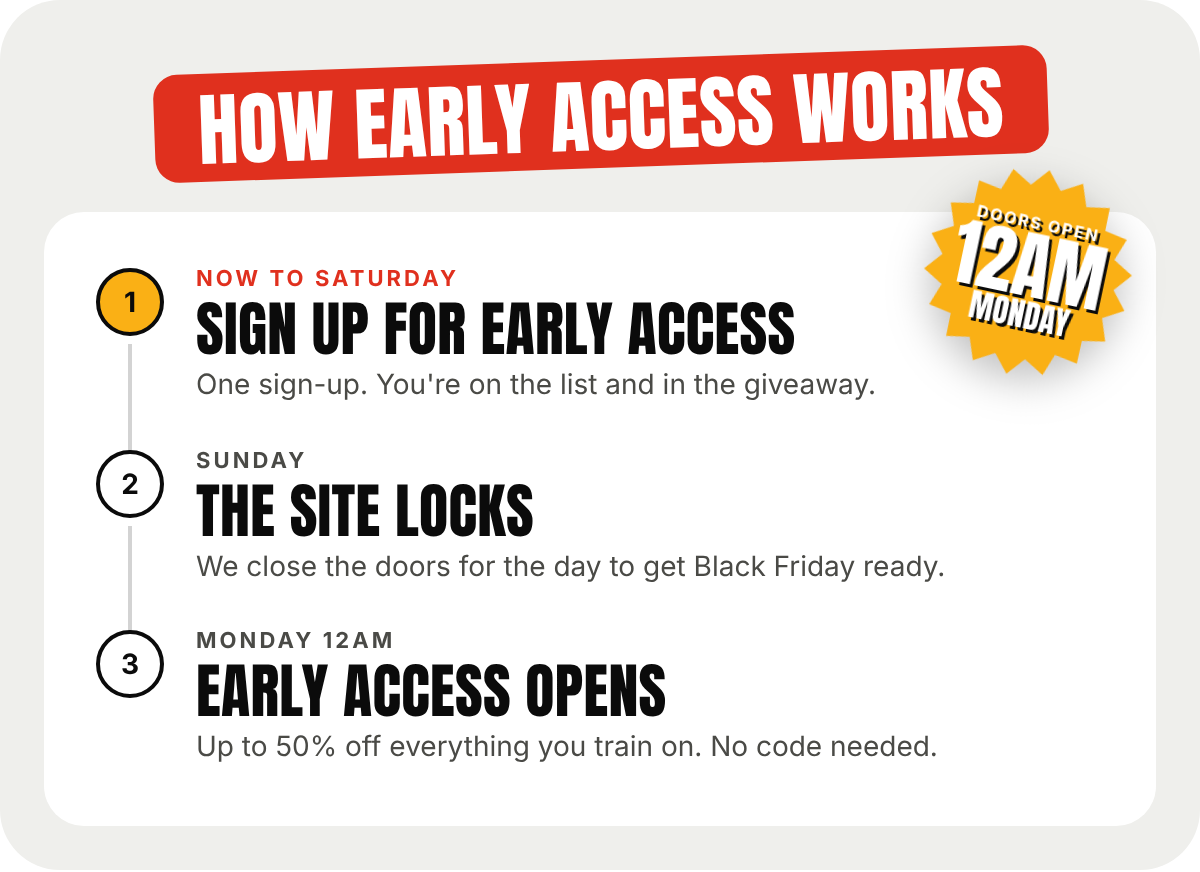 HOW EARLY ACCESS WORKS
DOORS OPEN
12AM
MONDAY
1
NOW TO SATURDAY
SIGN UP FOR EARLY ACCESS
One sign-up. You're on the list and in the giveaway.
2
SUNDAY
THE SITE LOCKS
We close the doors for the day to get Black Friday ready.
3
MONDAY 12AM
EARLY ACCESS OPENS
Up to 50% off everything you train on. No code needed.